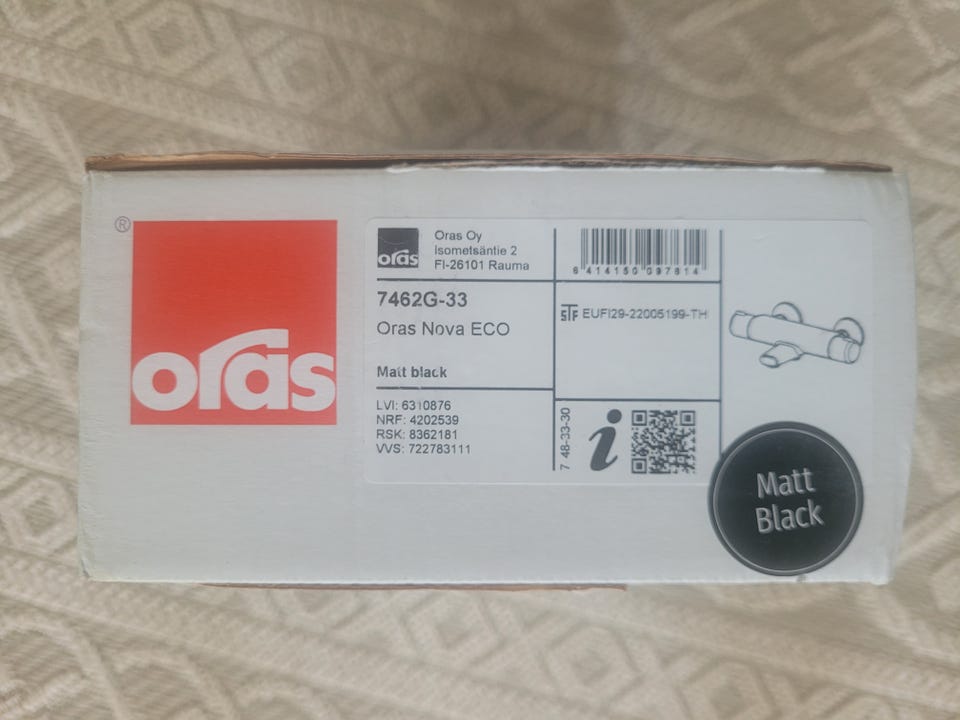 ®
oras
oras
Oras Oy
Isometsäntie 2
FI-26101 Rauma
7462G-33
Oras Nova ECO
Matt black
LVI: 6310876
NRF: 4202539
RSK: 8362181
VVS: 722783111
6 414150 097814
STF EUFI29-22005199-TH
7 48-33-30
i
Matt
Black